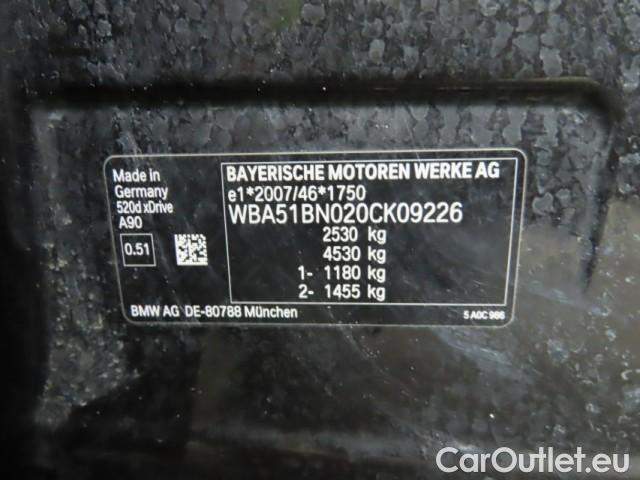 Made in
Germany
520d xDrive
A90
0.51
BAYERISCHE MOTOREN WERKE AG
e1*2007/46*1750
WBA51BN020CK09226
2530 kg
4530 kg
1- 1180 kg
2- 1455 kg
BMW AG DE-80788 München
5 A0C 986
CarOutlet.eu